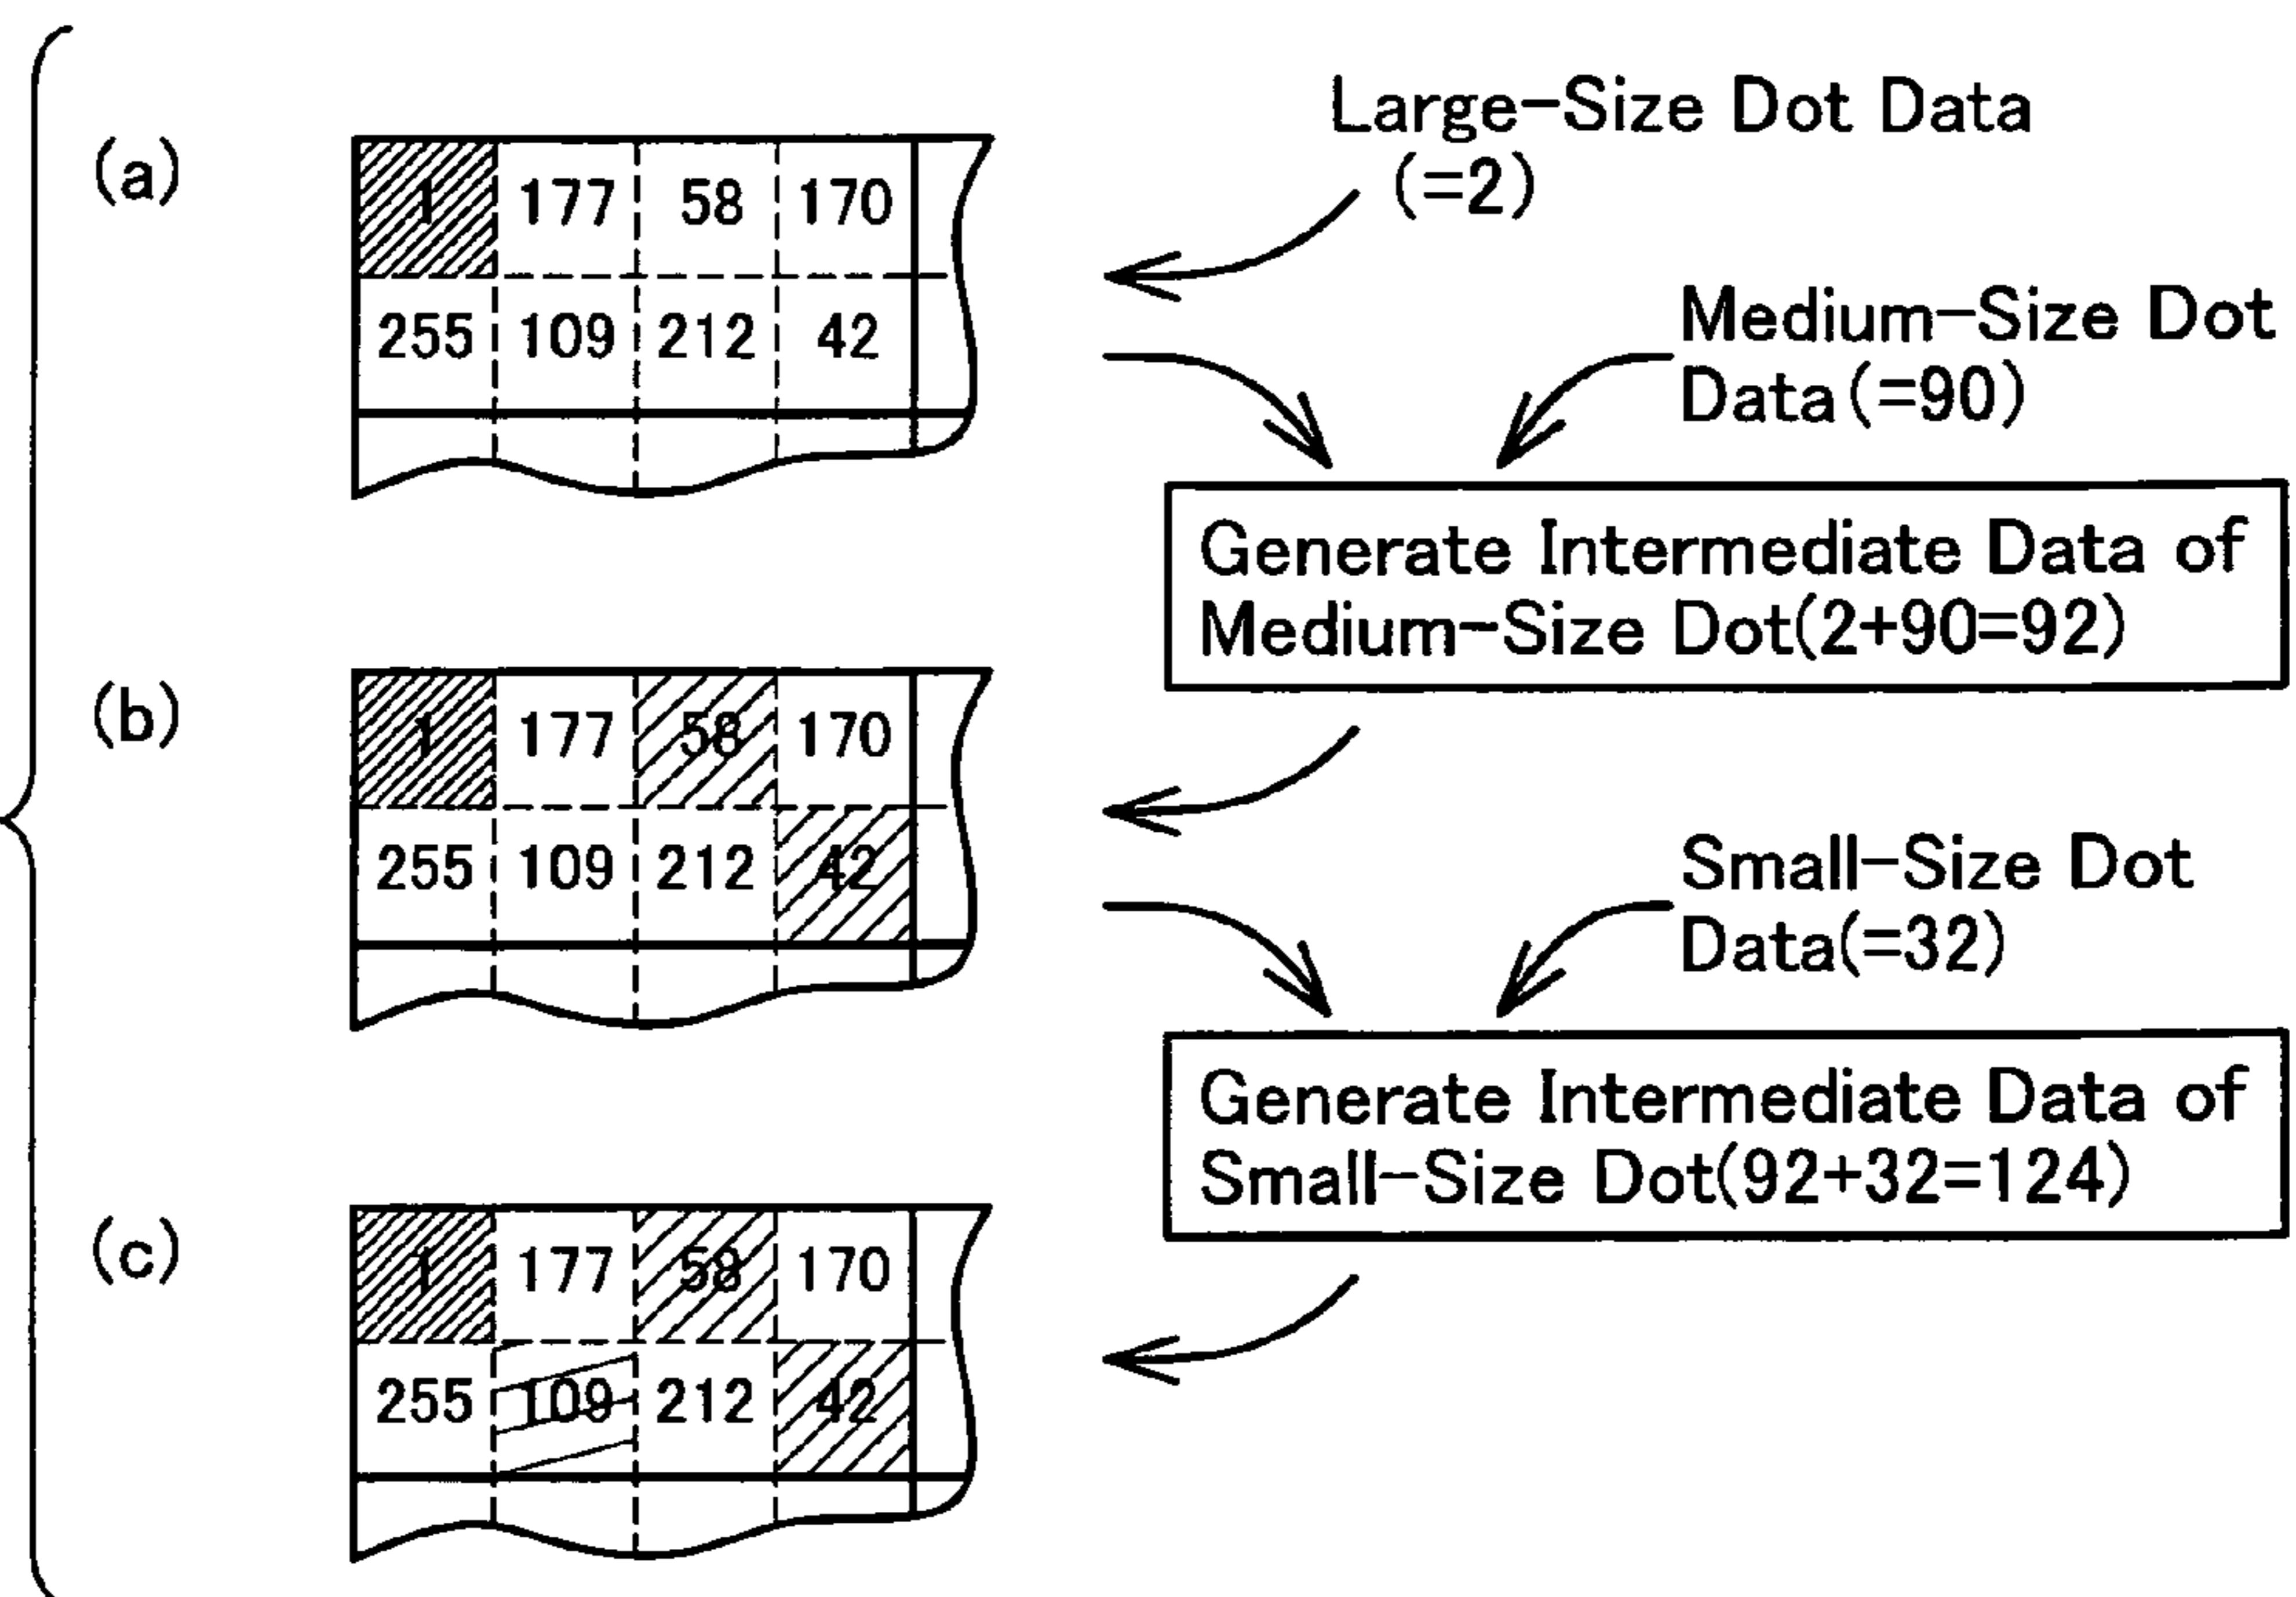 (a)
1 177 58 170
255 109 212 42
Large-Size Dot Data
(=2)
Medium-Size Dot
Data(=90)
Generate Intermediate Data of
Medium-Size Dot(2+90=92)
(b)
1 177 58 170
255 109 212 42
Small-Size Dot
Data(=32)
Generate Intermediate Data of
Small-Size Dot(92+32=124)
(c)
1 177 58 170
255 109 212 42